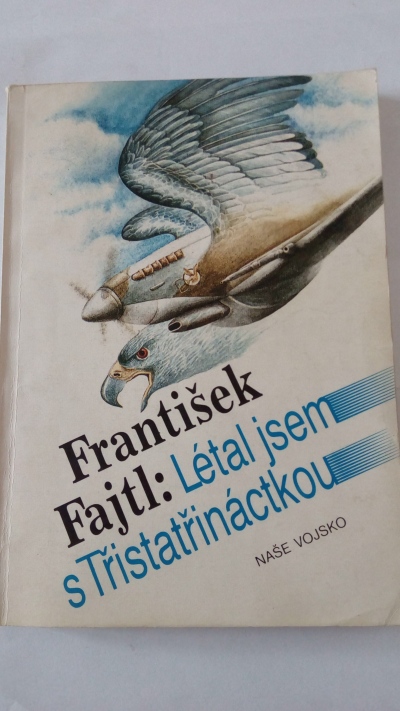 František
Fajtl: Létal jsem
s Třistatřináctkou
NAŠE VOJSKO